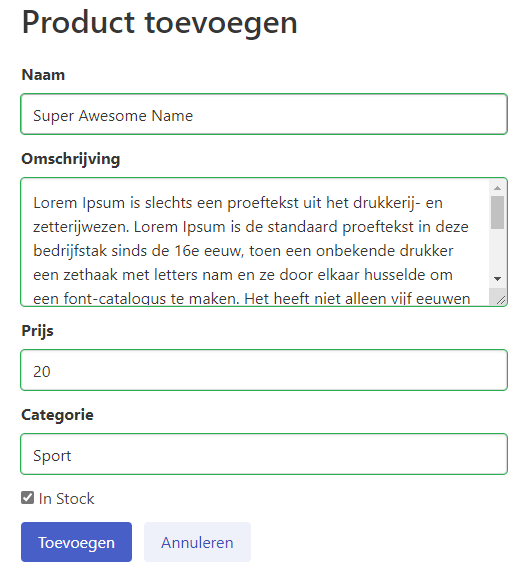 Product toevoegen
Naam
Super Awesome Name
Omschrijving
Lorem Ipsum is slechts een proeftekst uit het drukkerij- en
zetterijwezen. Lorem Ipsum is de standaard proeftekst in deze
bedrijfstak sinds de 16e eeuw, toen een onbekende drukker
een zethaak met letters nam en ze door elkaar husselde om
een font-catalogus te maken. Het heeft niet alleen vijf eeuwen
Prijs
20
Categorie
Sport
In Stock
Toevoegen Annuleren